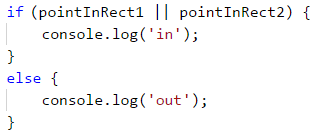 if (pointInRect1 || pointInRect2) {
    console.log('in');
}
else {
    console.log('out');
}